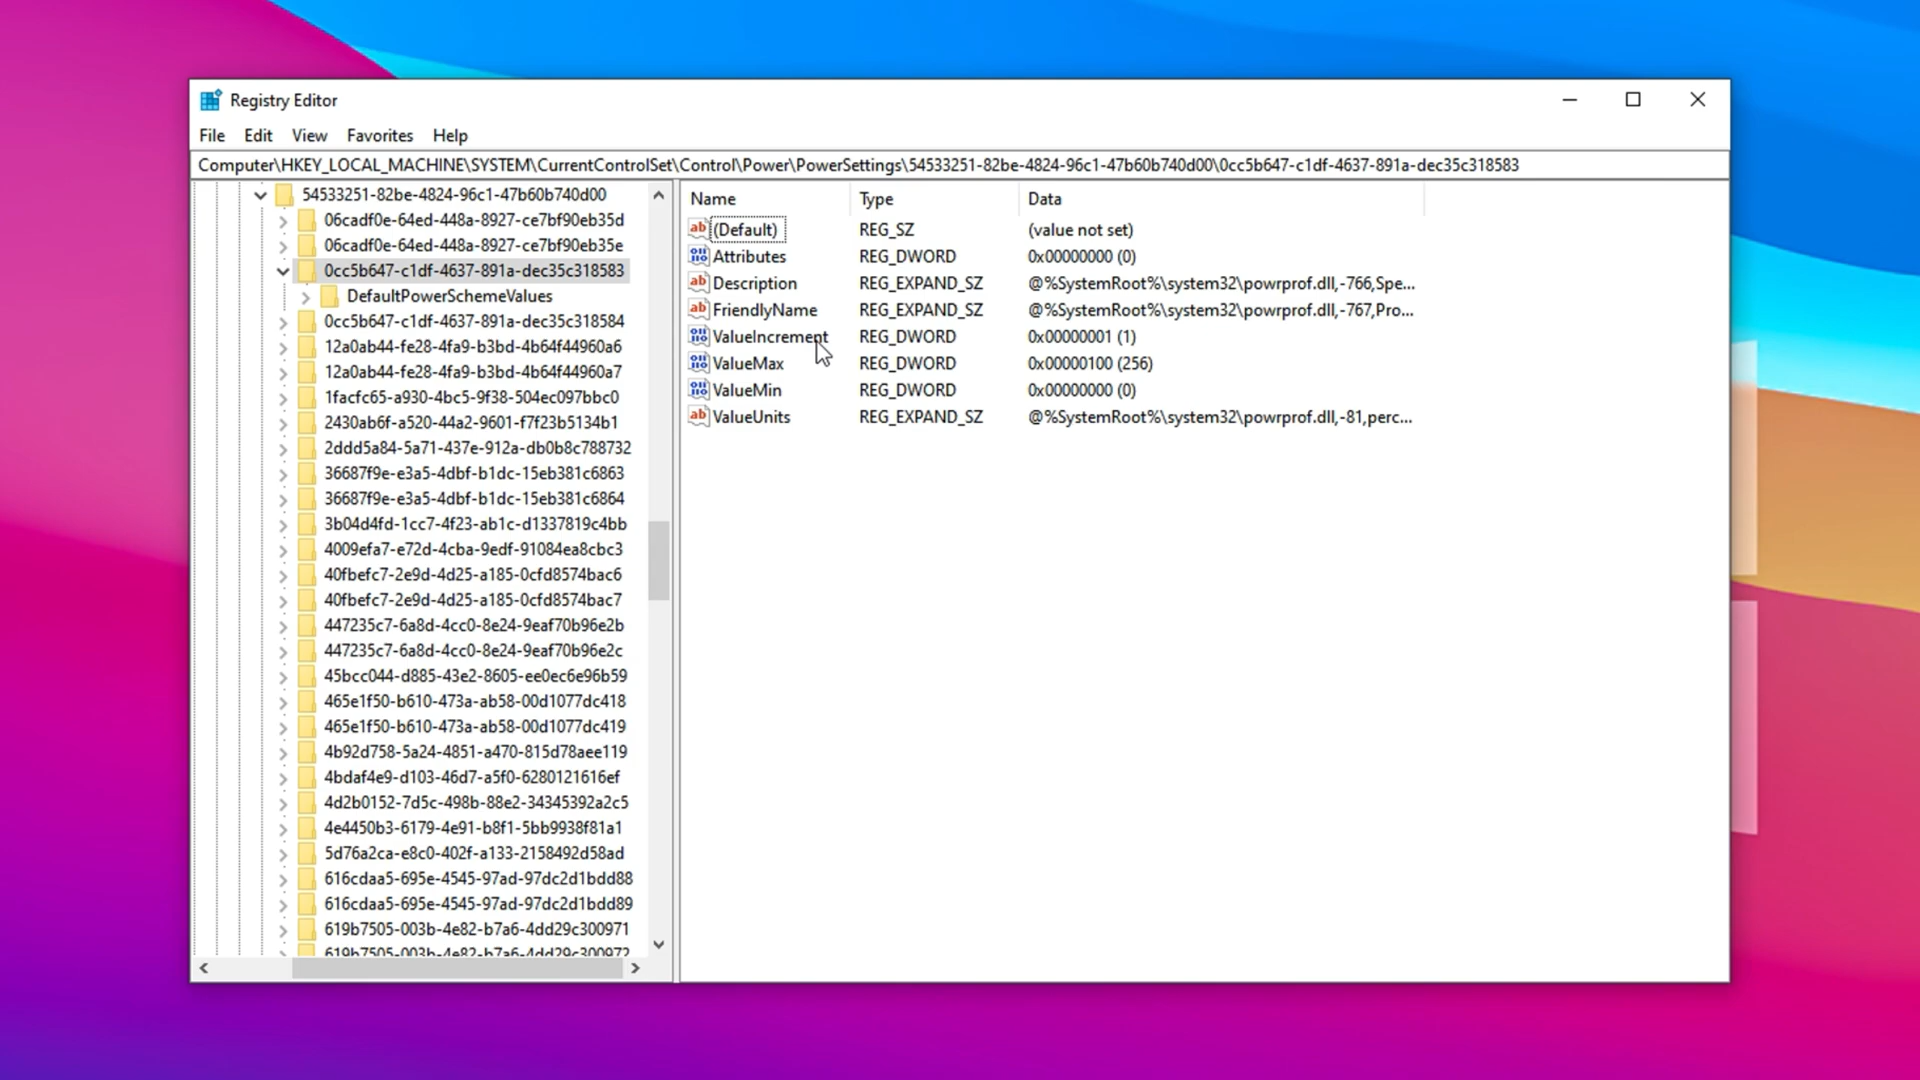 Registry Editor
File Edit View Favorites Help
Computer\HKEY_LOCAL_MACHINE\SYSTEM\CurrentControlSet\Control\Power\PowerSettings\54533251-82be-4824-96c1-47b60b740d00\0cc5b647-c1df-4637-891a-dec35c318583
54533251-82be-4824-96c1-47b60b740d00
06cadf0e-64ed-448a-8927-ce7bf90eb35d
06cadf0e-64ed-448a-8927-ce7bf90eb35e
0cc5b647-c1df-4637-891a-dec35c318583
DefaultPowerSchemeValues
0cc5b647-c1df-4637-891a-dec35c318584
12a0ab44-fe28-4fa9-b3bd-4b64f44960a6
12a0ab44-fe28-4fa9-b3bd-4b64f44960a7
1facfc65-a930-4bc5-9f38-504ec097bbc0
2430ab6f-a520-44a2-9601-f7f23b5134b1
2ddd5a84-5a71-437e-912a-db0b8c788732
36687f9e-e3a5-4dbf-b1dc-15eb381c6863
36687f9e-e3a5-4dbf-b1dc-15eb381c6864
3b04d4fd-1cc7-4f23-ab1c-d1337819c4bb
4009efa7-e72d-4cba-9edf-91084ea8cbc3
40fbefc7-2e9d-4d25-a185-0cfd8574bac6
40fbefc7-2e9d-4d25-a185-0cfd8574bac7
447235c7-6a8d-4cc0-8e24-9eaf70b96e2b
447235c7-6a8d-4cc0-8e24-9eaf70b96e2c
45bcc044-d885-43e2-8605-ee0ec6e96b59
465e1f50-b610-473a-ab58-00d1077dc418
465e1f50-b610-473a-ab58-00d1077dc419
4b92d758-5a24-4851-a470-815d78aee119
4bdaf4e9-d103-46d7-a5f0-6280121616ef
4d2b0152-7d5c-498b-88e2-34345392a2c5
4e4450b3-6179-4e91-b8f1-5bb9938f81a1
5d76a2ca-e8c0-402f-a133-2158492d58ad
616cdaa5-695e-4545-97ad-97dc2d1bdd88
616cdaa5-695e-4545-97ad-97dc2d1bdd89
619b7505-003b-4e82-b7a6-4dd29c300971
619b7505-003b-4e82-b7a6-4dd29c300972
Name Type Data
(Default) REG_SZ (value not set)
Attributes REG_DWORD 0x00000000 (0)
Description REG_EXPAND_SZ @%SystemRoot%\system32\powrprof.dll,-766,Spe...
FriendlyName REG_EXPAND_SZ @%SystemRoot%\system32\powrprof.dll,-767,Pro...
ValueIncrement REG_DWORD 0x00000001 (1)
ValueMax REG_DWORD 0x00000100 (256)
ValueMin REG_DWORD 0x00000000 (0)
ValueUnits REG_EXPAND_SZ @%SystemRoot%\system32\powrprof.dll,-81,perc...